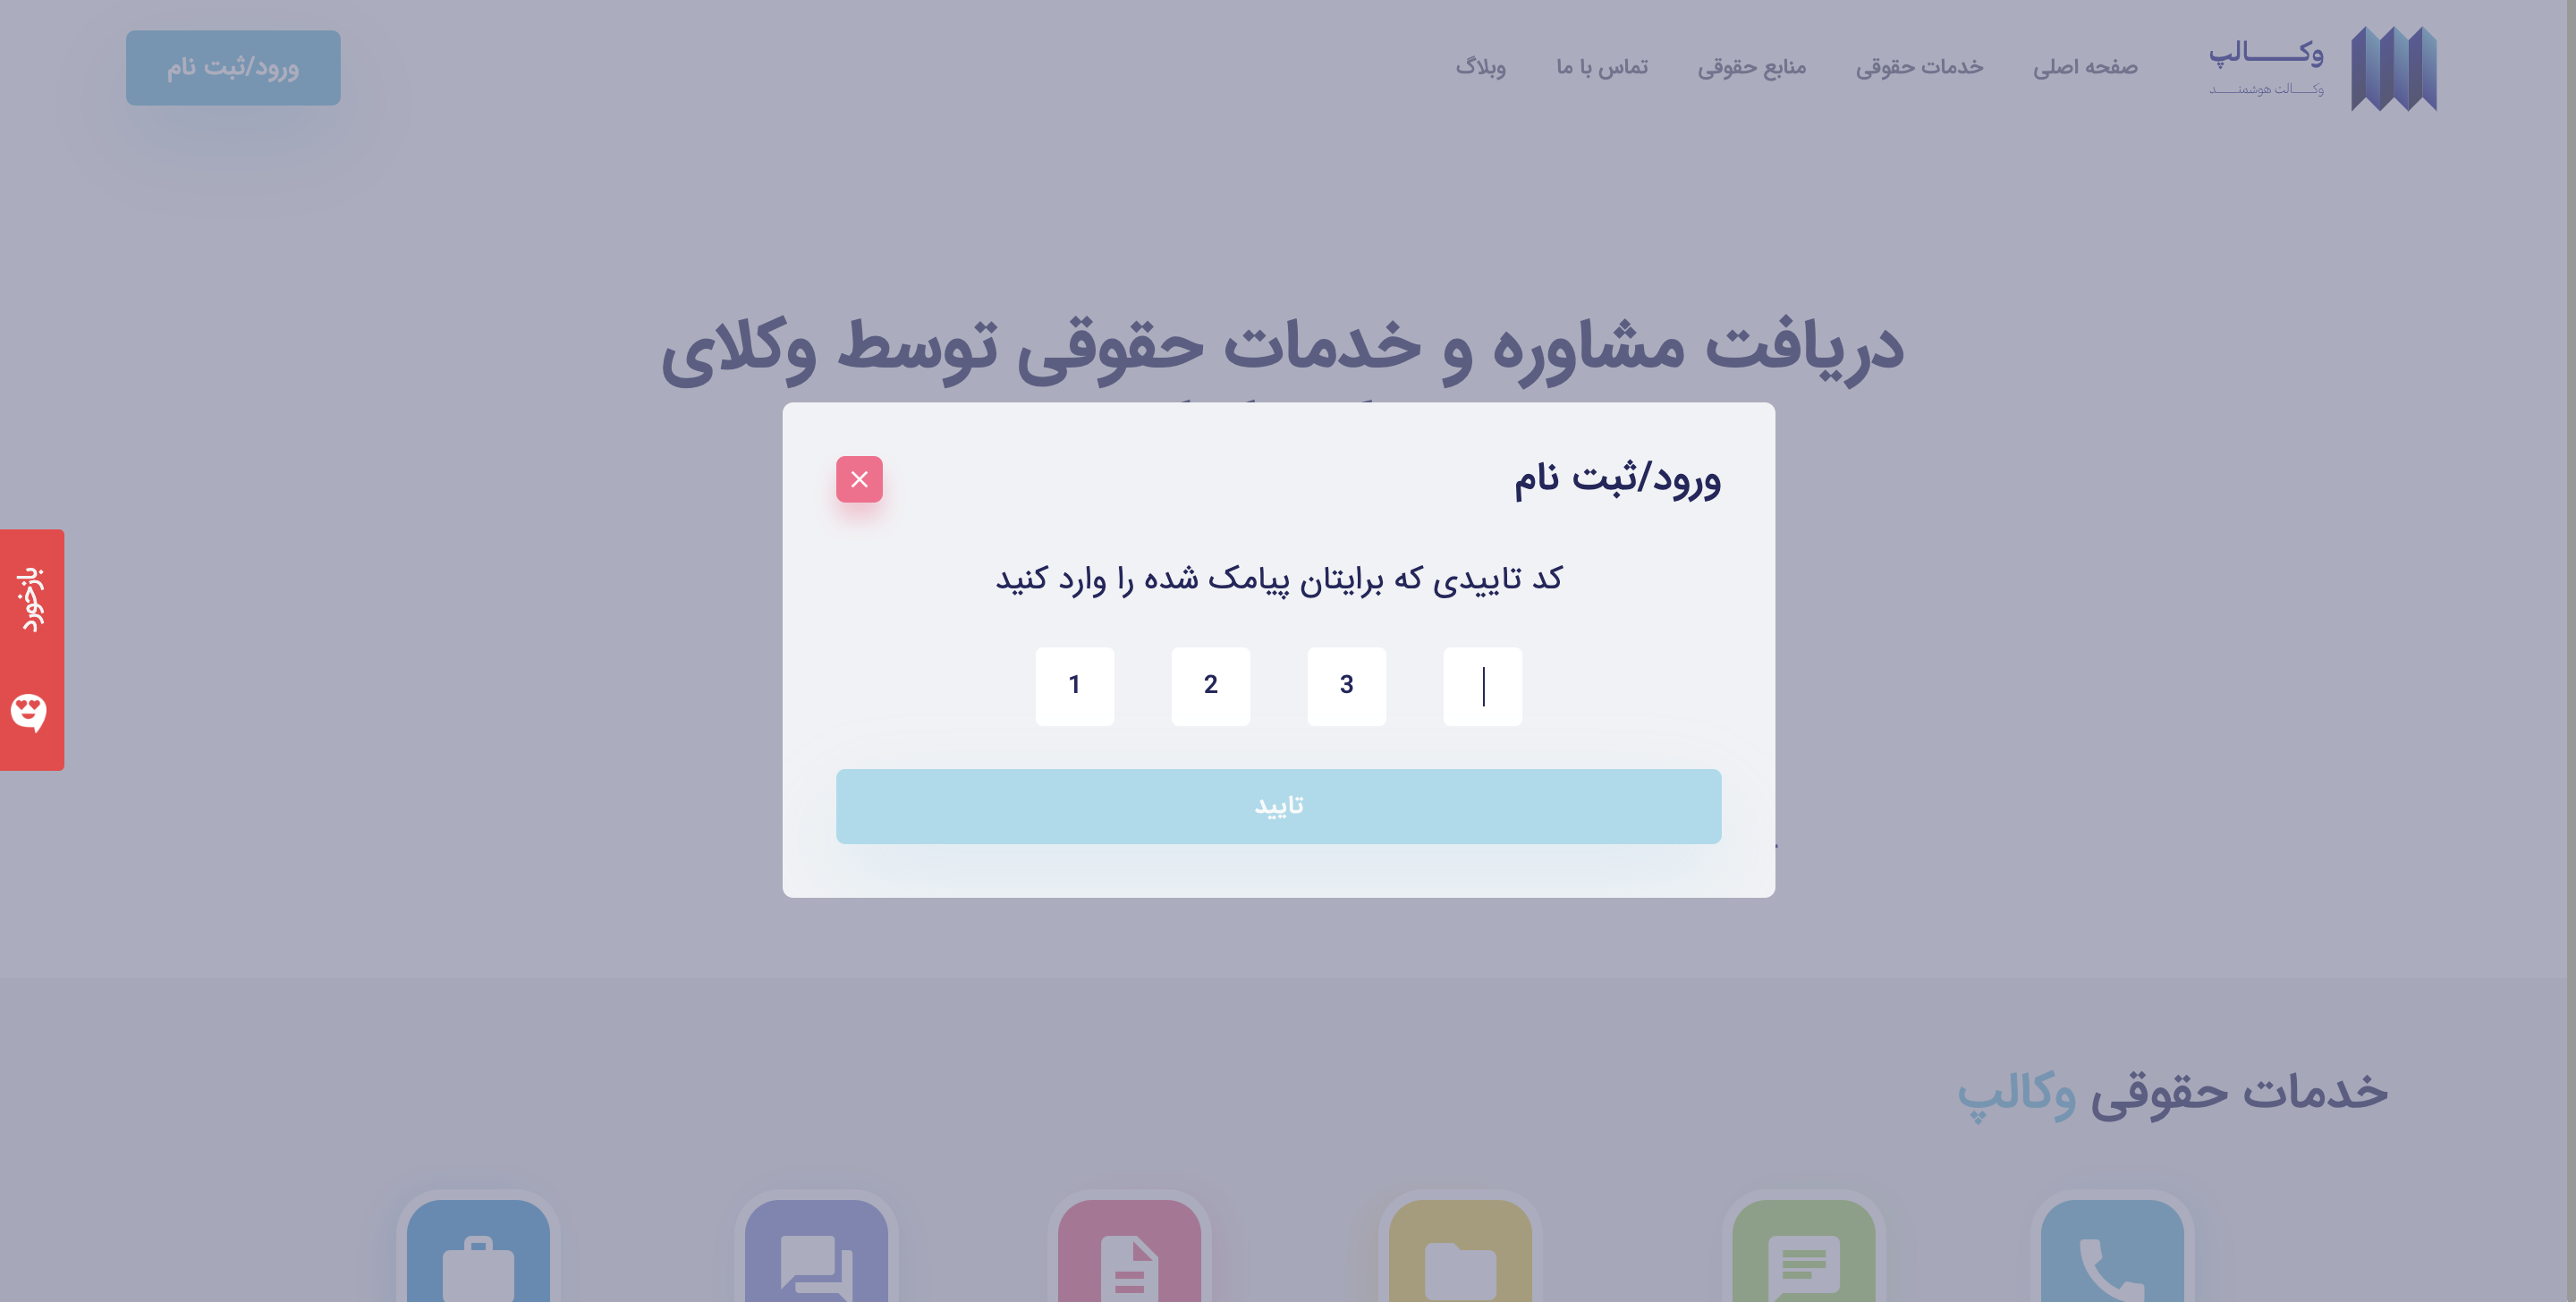 وکالپ
وکالت هوشمند
صفحه اصلی
خدمات حقوقی
منابع حقوقی
تماس با ما
وبلاگ
ورود/ثبت نام
دریافت مشاوره و خدمات حقوقی توسط وکلای
ورود/ثبت نام
کد تاییدی که برایتان پیامک شده را وارد کنید
1 2 3
تایید
بازخورد
خدمات حقوقی وکالپ